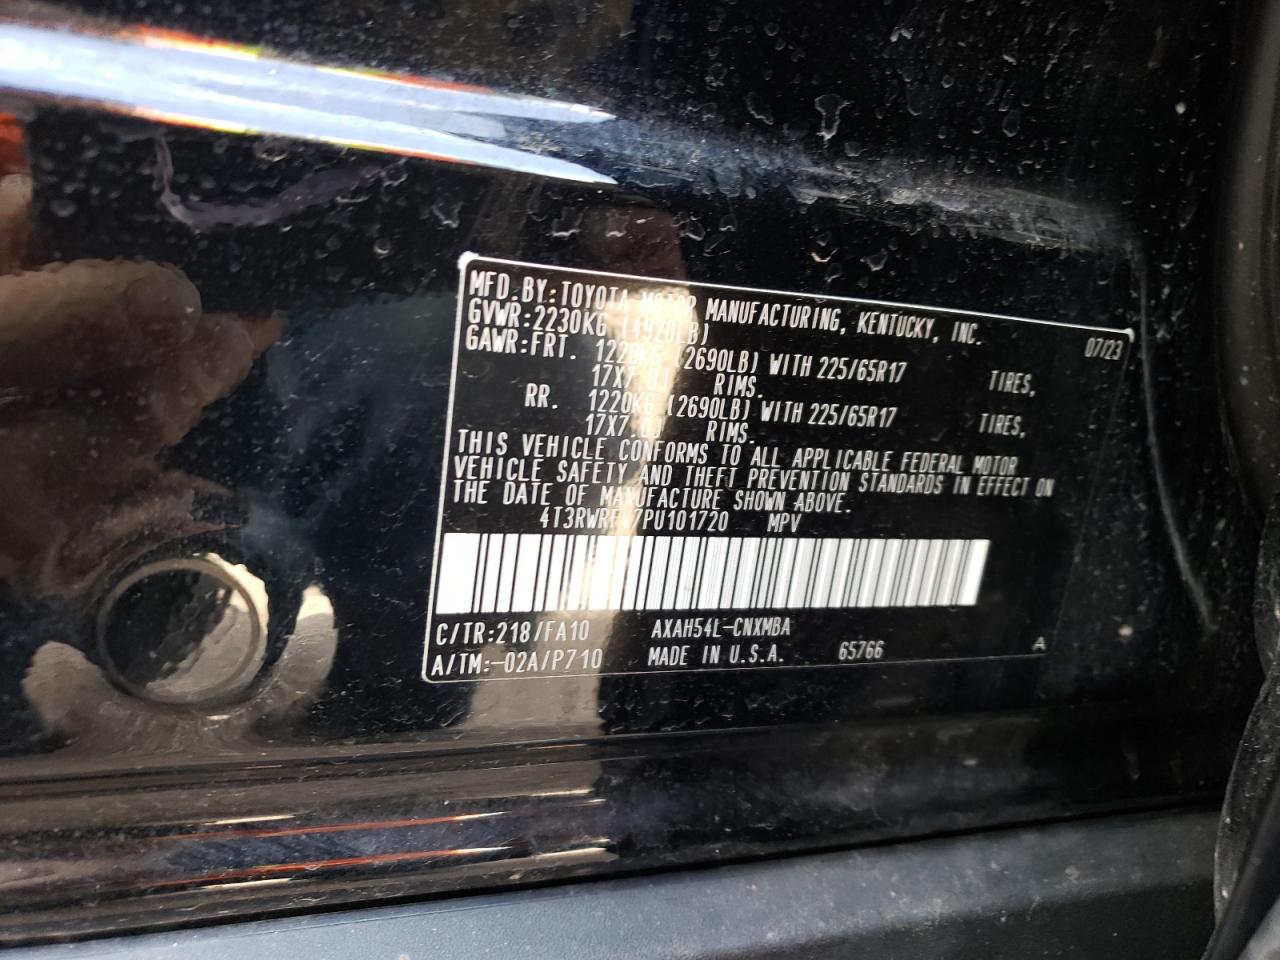 MFD.BY:TOYOTA MOTOR MANUFACTURING, KENTUCKY, INC. 07/23
GVWR:2230KG (4920LB)
GAWR:FRT. 1220KG (2690LB) WITH 225/65R17 TIRES,
17X7.0J RIMS.
RR. 1220KG (2690LB) WITH 225/65R17 TIRES,
17X7.0J RIMS.
THIS VEHICLE CONFORMS TO ALL APPLICABLE FEDERAL MOTOR
VEHICLE SAFETY AND THEFT PREVENTION STANDARDS IN EFFECT ON
THE DATE OF MANUFACTURE SHOWN ABOVE.
MPV
C/TR:218/FA10 AXAH54L-CNXMBA
A/TM:-02A/P710 MADE IN U.S.A. 65766 A